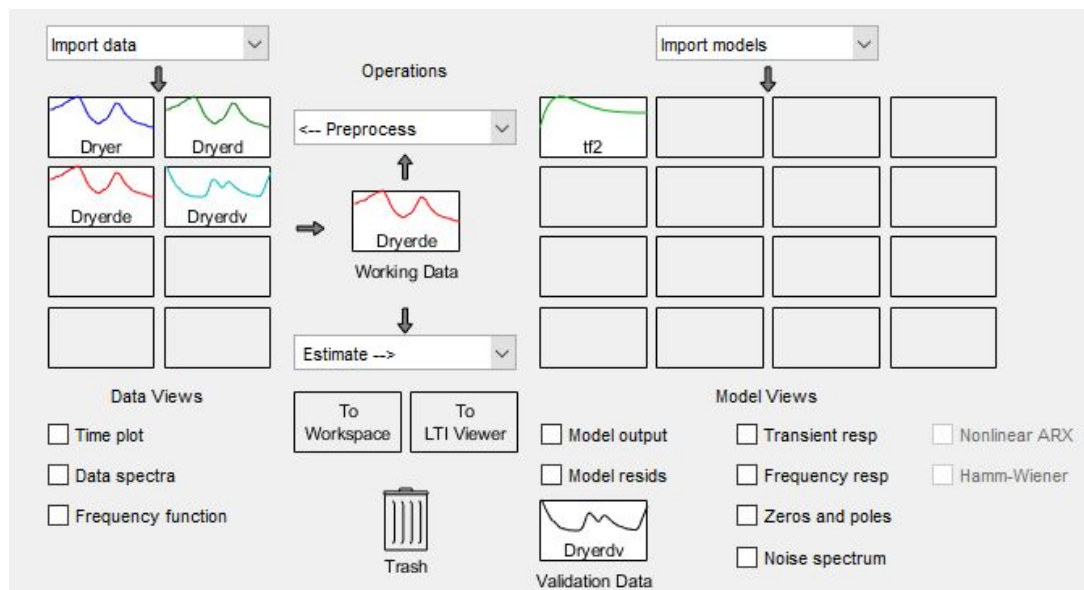 Import data
Import models
Operations
Dryer
Dryerd
<-- Preprocess
tf2
Dryerde
Dryerdv
Dryerde
Working Data
Estimate -->
Data Views
To
Workspace
To
LTI Viewer
Model Views
Time plot
Model output
Transient resp
Nonlinear ARX
Data spectra
Model resids
Frequency resp
Hamm-Wiener
Frequency function
Zeros and poles
Dryerdv
Noise spectrum
Trash
Validation Data